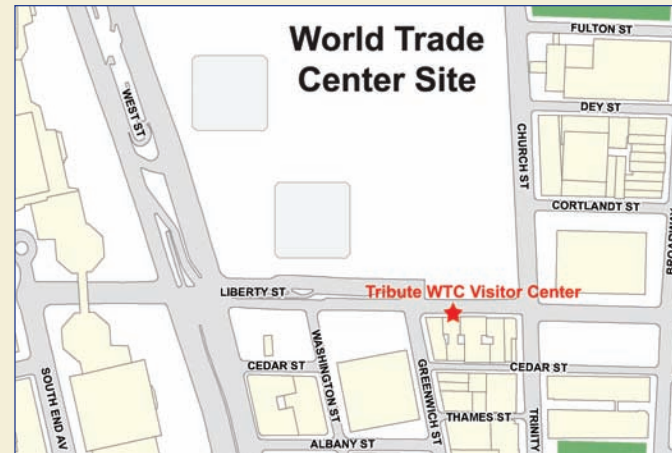 World Trade
Center Site
FULTON ST
WEST ST
DEY ST
CHURCH ST
CORTLANDT ST
LIBERTY ST
Tribute WTC Visitor Center
CEDAR ST
WASHINGTON ST
GREENWICH ST
CEDAR ST
SOUTH END AV
THAMES ST
TRINITY
ALBANY ST